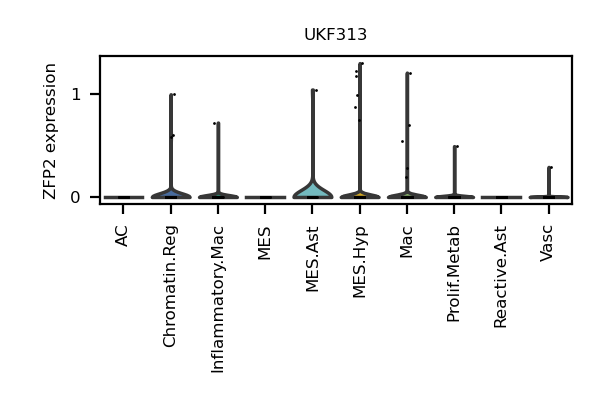 UKF313
ZFP2 expression
1
0
AC
Chromatin.Reg
Inflammatory.Mac
MES
MES.Ast
MES.Hyp
Mac
Prolif.Metab
Reactive.Ast
Vasc